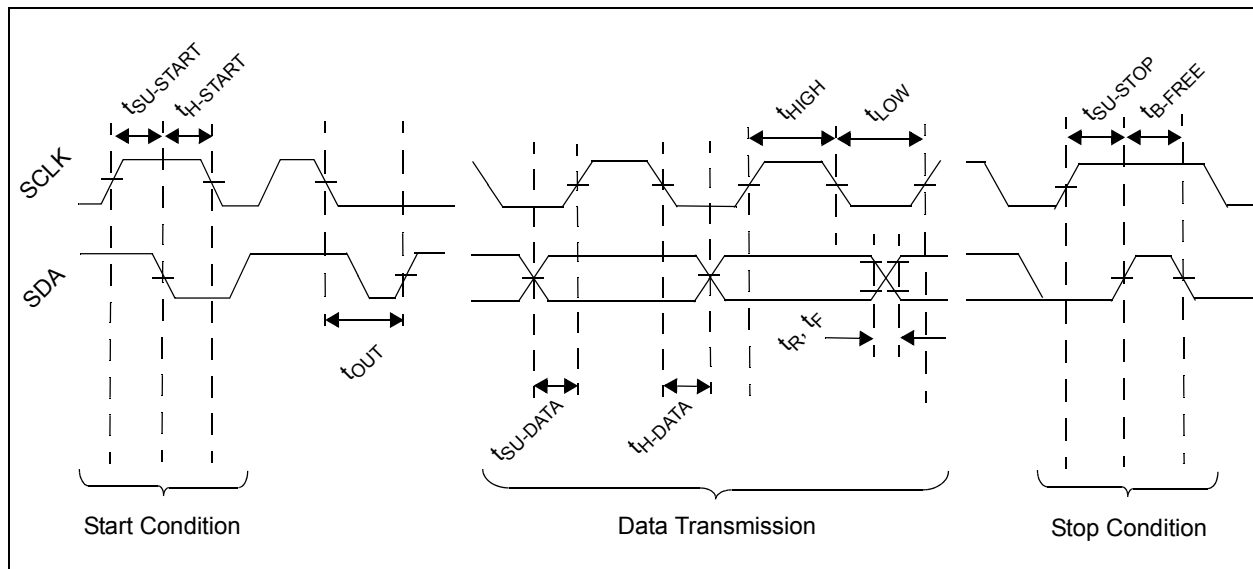 tSU-START
tH-START
tHIGH
tLOW
tSU-STOP
tB-FREE
SCLK
SDA
tOUT
tR, tF
tSU-DATA
tH-DATA
Start Condition
Data Transmission
Stop Condition